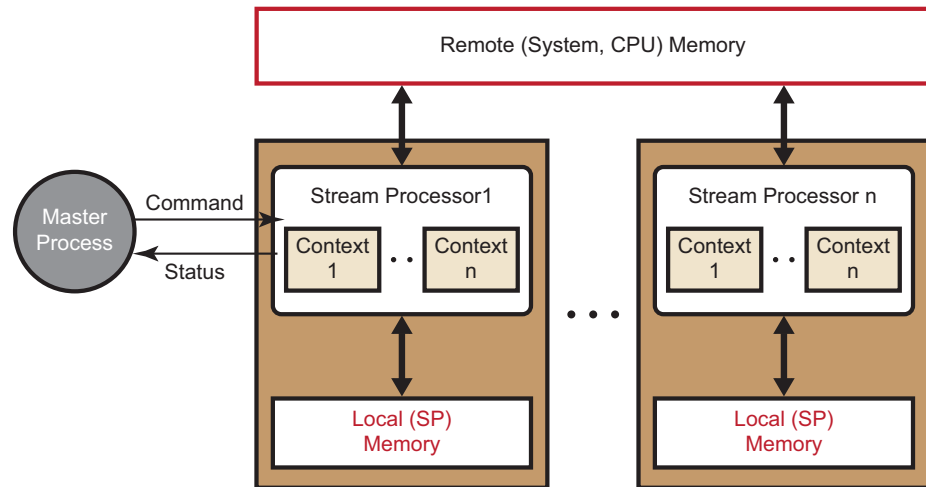 Remote (System, CPU) Memory
Master
Process
Command
Status
Stream Processor1
Context
1
Context
n
Local (SP)
Memory
Stream Processor n
Context
1
Context
n
Local (SP)
Memory